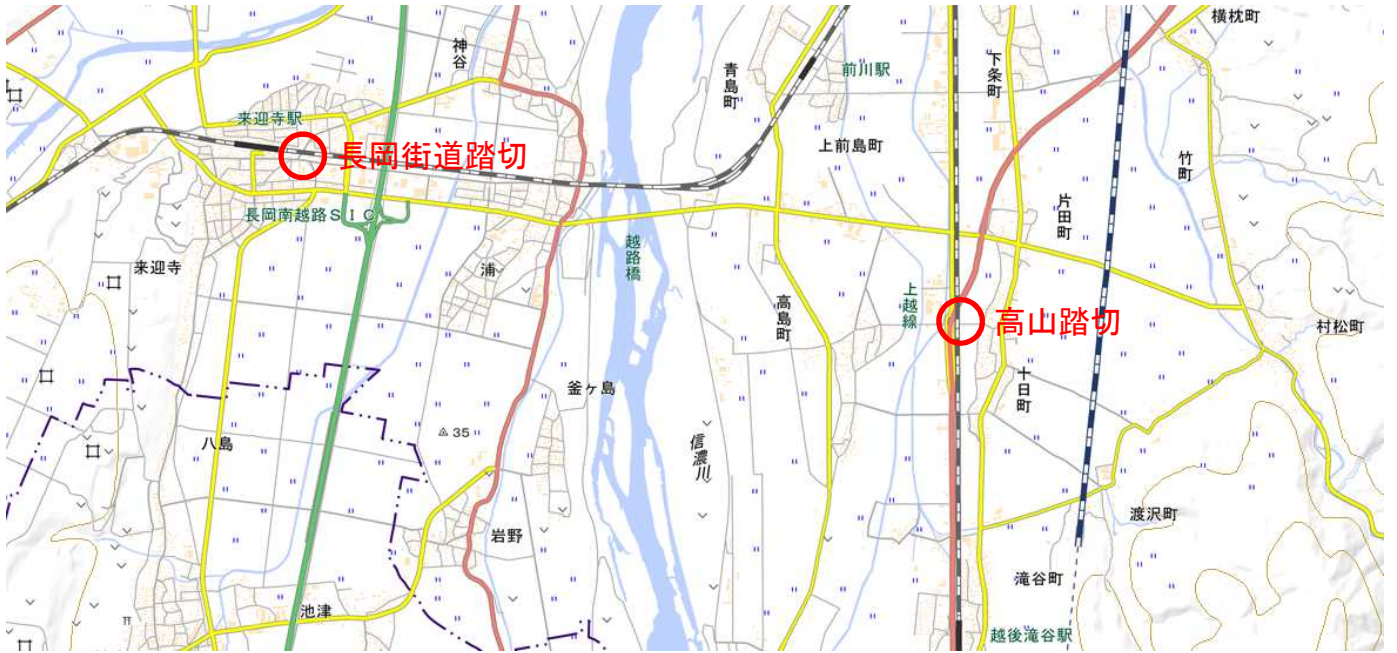 横枕町
神谷
下条町
青島町
前川駅
来迎寺駅
長岡街道踏切
上前島町
竹町
片田町
長岡南越路SIC
越路橋
来迎寺
浦
上越線
高島町
高山踏切
村松町
十日町
釜ヶ島
35
八島
信濃川
渡沢町
岩野
滝谷町
池津
越後滝谷駅